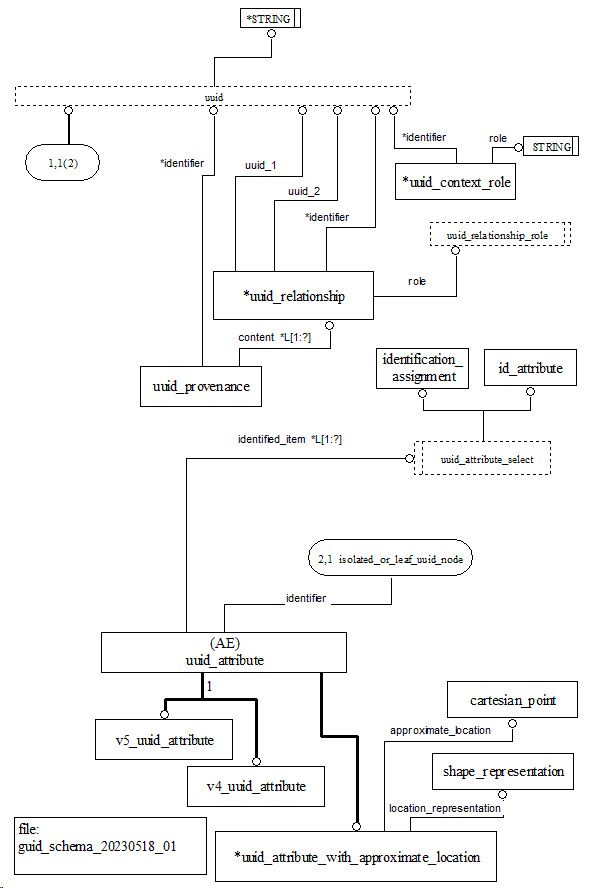 *STRING
uuid
1,1(2)
*identifier
uuid_1
uuid_2
*identifier
*identifier
role
STRING
*uuid_context_role
uuid_relationship_role
*uuid_relationship
role
content *L[1:?]
uuid_provenance
identification_
assignment
id_attribute
identified_item *L[1:?]
uuid_attribute_select
2,1 isolated_or_leaf_uuid_node
identifier
(AE)
uuid_attribute
1
v5_uuid_attribute
v4_uuid_attribute
cartesian_point
approximate_location
shape_representation
location_representation
*uuid_attribute_with_approximate_location
file:
guid_schema_20230518_01